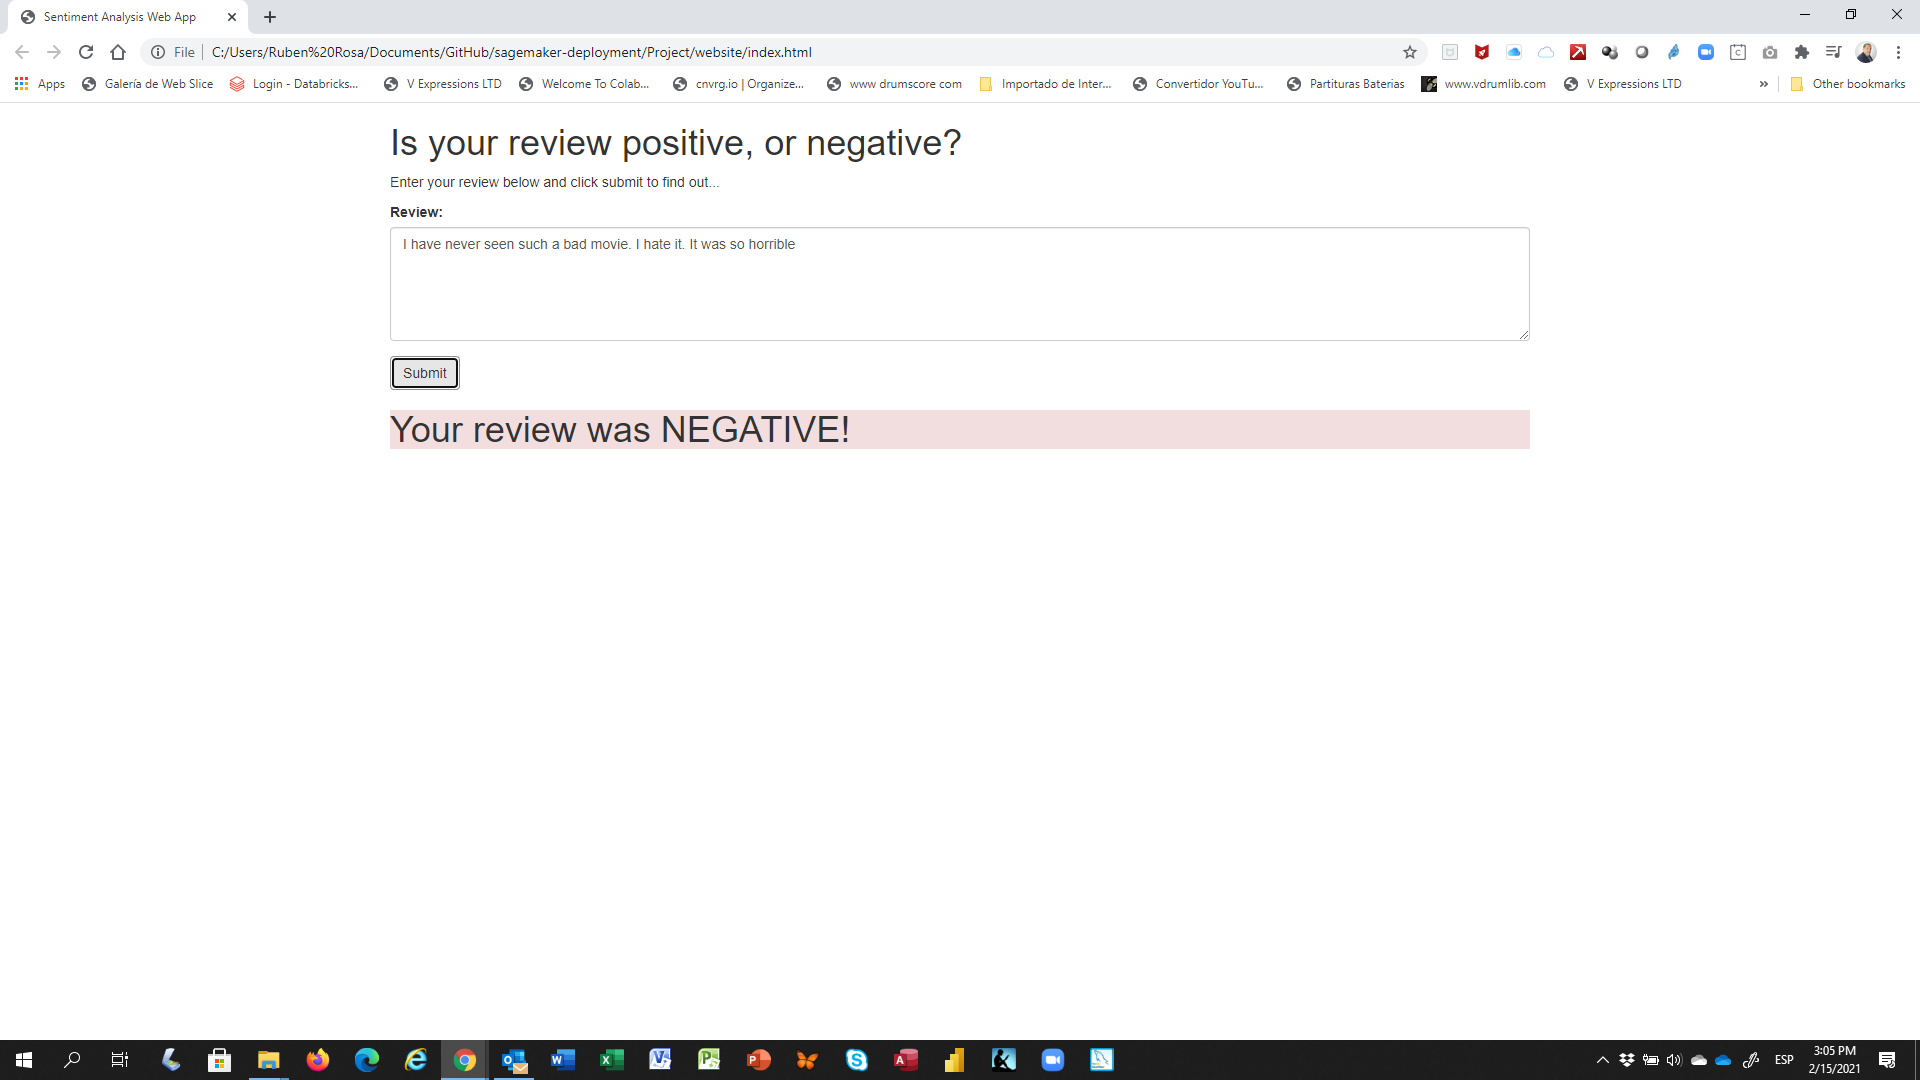 Sentiment Analysis Web App
File
C:/Users/Ruben%20Rosa/Documents/GitHub/sagemaker-deployment/Project/website/index.html
Apps
Galería de Web Slice
Login - Databricks...
V Expressions LTD
Welcome To Colab...
cnvrg.io | Organize...
www drumscore com
Importado de Inter...
Convertidor YouTu...
Partituras Baterias
www.vdrumlib.com
V Expressions LTD
»
Other bookmarks
Is your review positive, or negative?
Enter your review below and click submit to find out...
Review:
I have never seen such a bad movie. I hate it. It was so horrible
Submit
Your review was NEGATIVE!
ESP
3:05 PM
2/15/2021